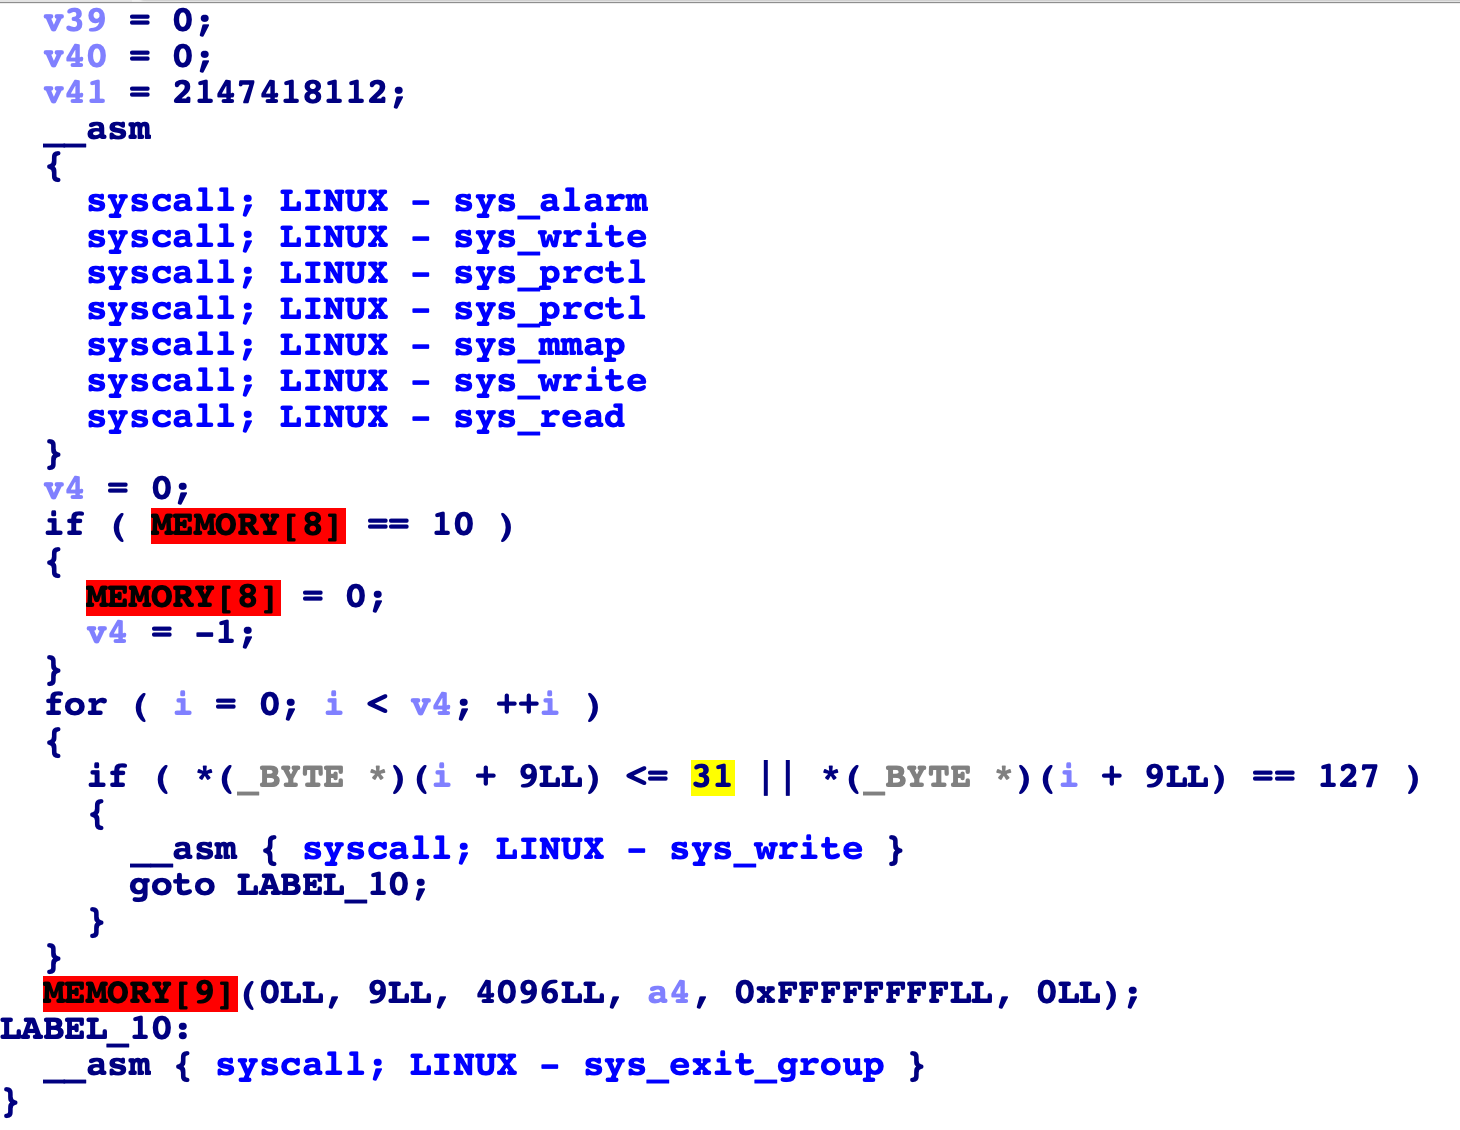 v39 = 0;
v40 = 0;
v41 = 2147418112;
__asm
{
syscall; LINUX - sys_alarm
syscall; LINUX - sys_write
syscall; LINUX - sys_prctl
syscall; LINUX - sys_prctl
syscall; LINUX - sys_mmap
syscall; LINUX - sys_write
syscall; LINUX - sys_read
}
v4 = 0;
if ( MEMORY[8] == 10 )
{
MEMORY[8] = 0;
v4 = -1;
}
for ( i = 0; i < v4; ++i )
{
if ( *(_BYTE *)(i + 9LL) <= 31 || *(_BYTE *)(i + 9LL) == 127 )
{
__asm { syscall; LINUX - sys_write }
goto LABEL_10;
}
}
MEMORY[9](0LL, 9LL, 4096LL, a4, 0xFFFFFFFFLL, 0LL);
LABEL_10:
__asm { syscall; LINUX - sys_exit_group }
}